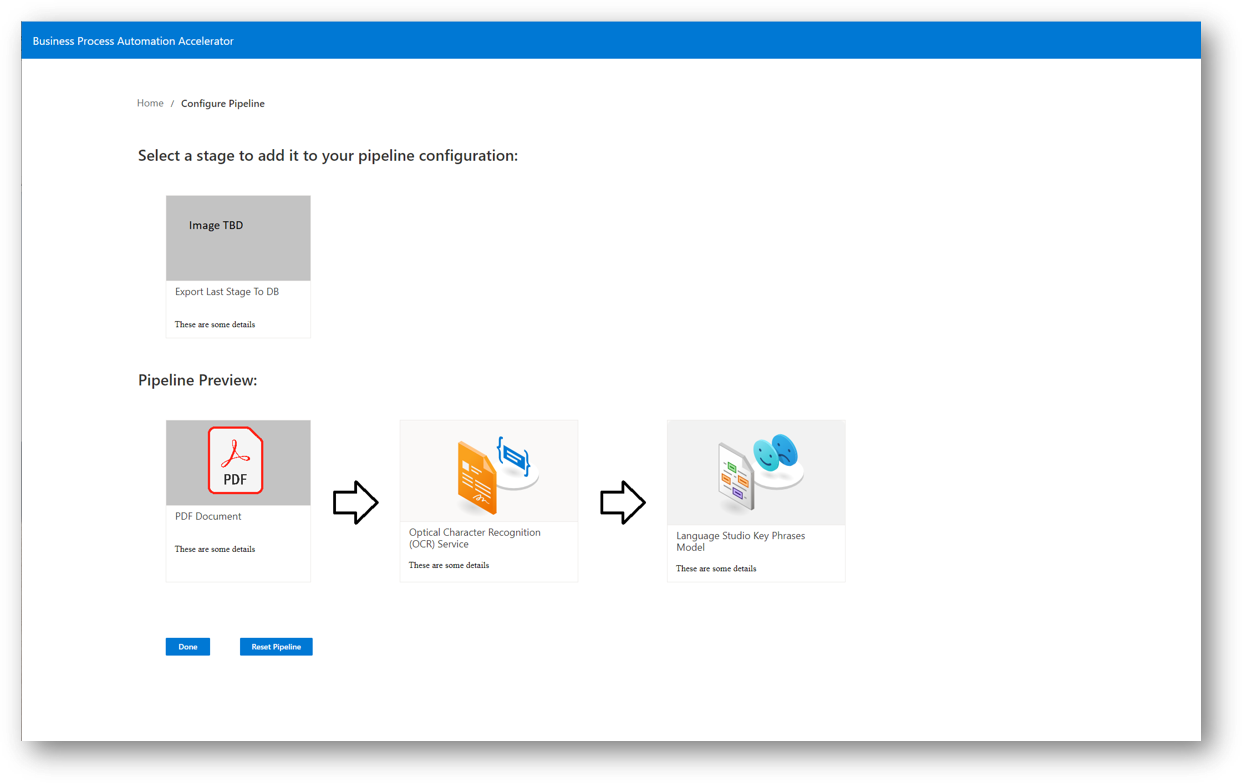 Business Process Automation Accelerator
Home / Configure Pipeline
Select a stage to add it to your pipeline configuration:
Image TBD
Export Last Stage To DB
These are some details
Pipeline Preview:
PDF
PDF Document
These are some details
Optical Character Recognition
(OCR) Service
These are some details
Language Studio Key Phrases
Model
These are some details
Done
Reset Pipeline